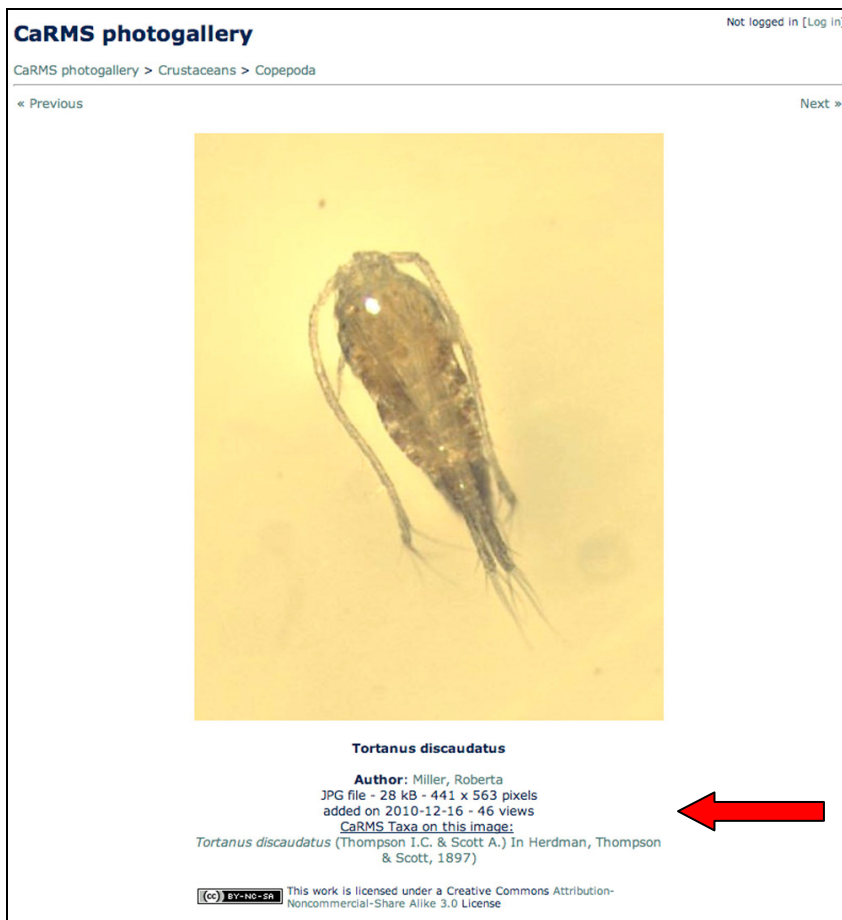 Not logged in [Log in]
CaRMS photogallery
CaRMS photogallery > Crustaceans > Copepoda
« Previous
Next »
Tortanus discaudatus
Author: Miller, Roberta
JPG file - 28 kB - 441 x 563 pixels
added on 2010-12-16 - 46 views
CaRMS Taxa on this image:
Tortanus discaudatus (Thompson I.C. & Scott A.) In Herdman, Thompson
& Scott, 1897)
(cc) BY-NC-SA
This work is licensed under a Creative Commons Attribution-
Noncommercial-Share Alike 3.0 License